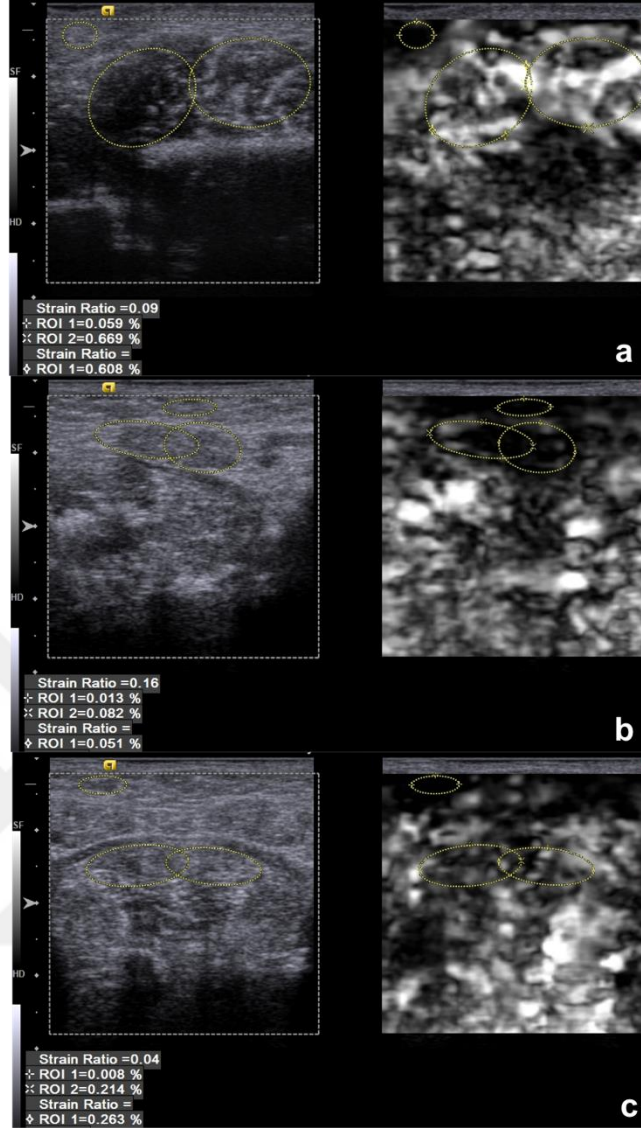 SF
HD
Strain Ratio =0.09
ROI 1=0.059 %
ROI 2=0.669 %
Strain Ratio =
ROI 1=0.608 %
a
SF
HD
Strain Ratio =0.16
ROI 1=0.013 %
ROI 2=0.082 %
Strain Ratio =
ROI 1=0.051 %
b
SF
HD
Strain Ratio =0.04
ROI 1=0.008 %
ROI 2=0.214 %
Strain Ratio =
ROI 1=0.263 %
c